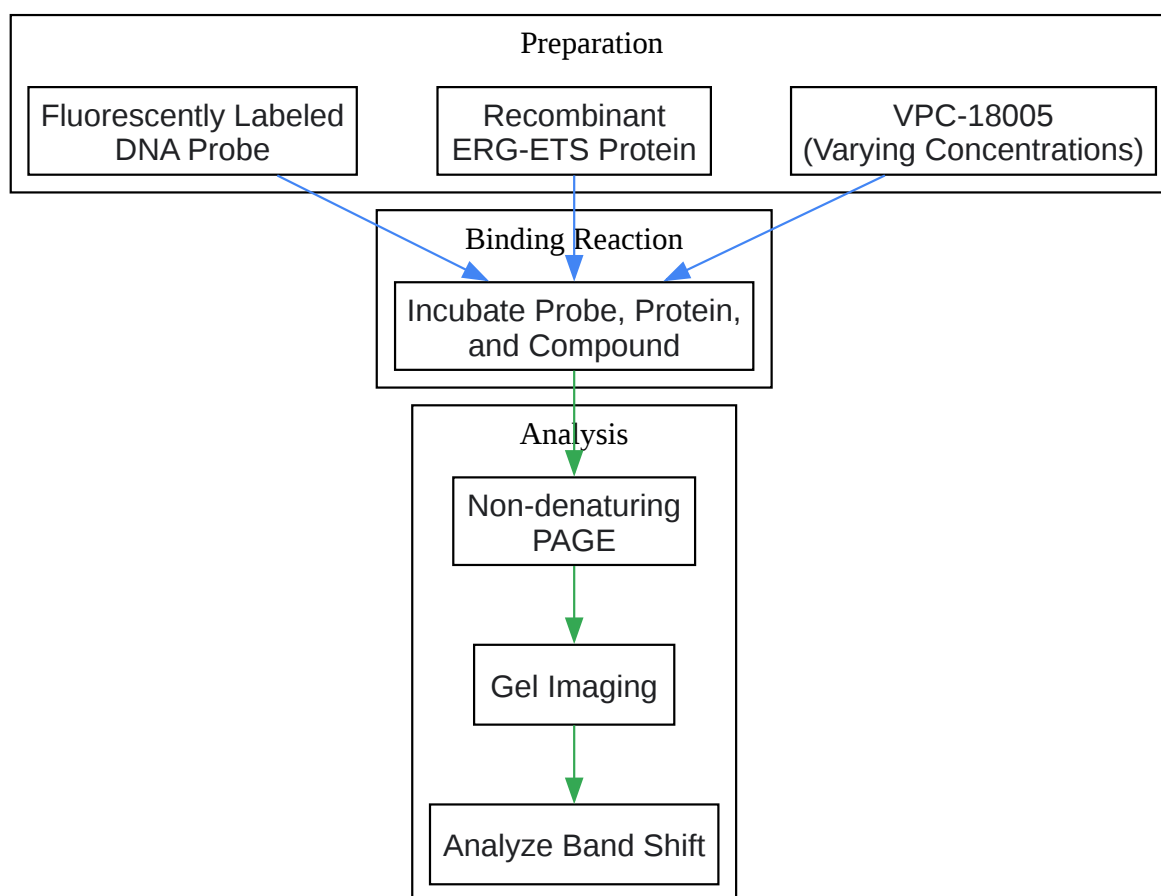 Preparation
Fluorescently Labeled
DNA Probe
Recombinant
ERG-ETS Protein
VPC-18005
(Varying Concentrations)
Binding Reaction
Incubate Probe, Protein,
and Compound
Analysis
Non-denaturing
PAGE
Gel Imaging
Analyze Band Shift